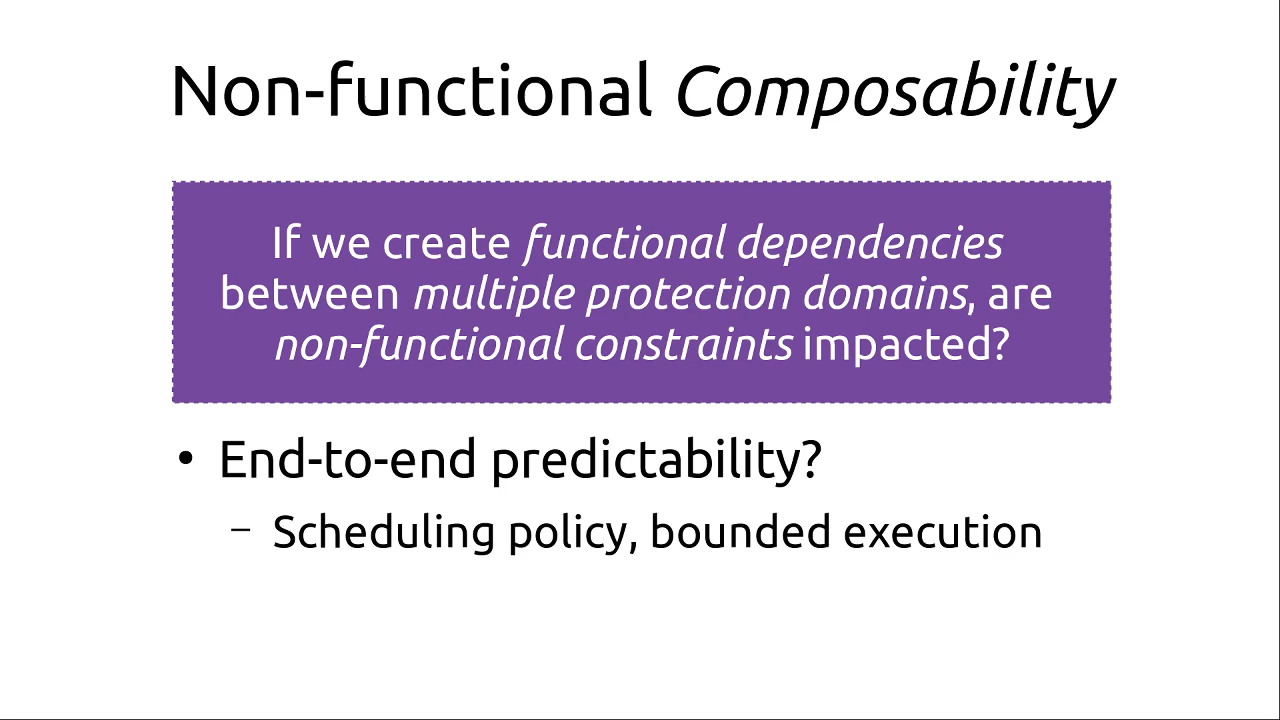 Non-functional Composability
If we create functional dependencies
between multiple protection domains, are
non-functional constraints impacted?
• End-to-end predictability?
– Scheduling policy, bounded execution